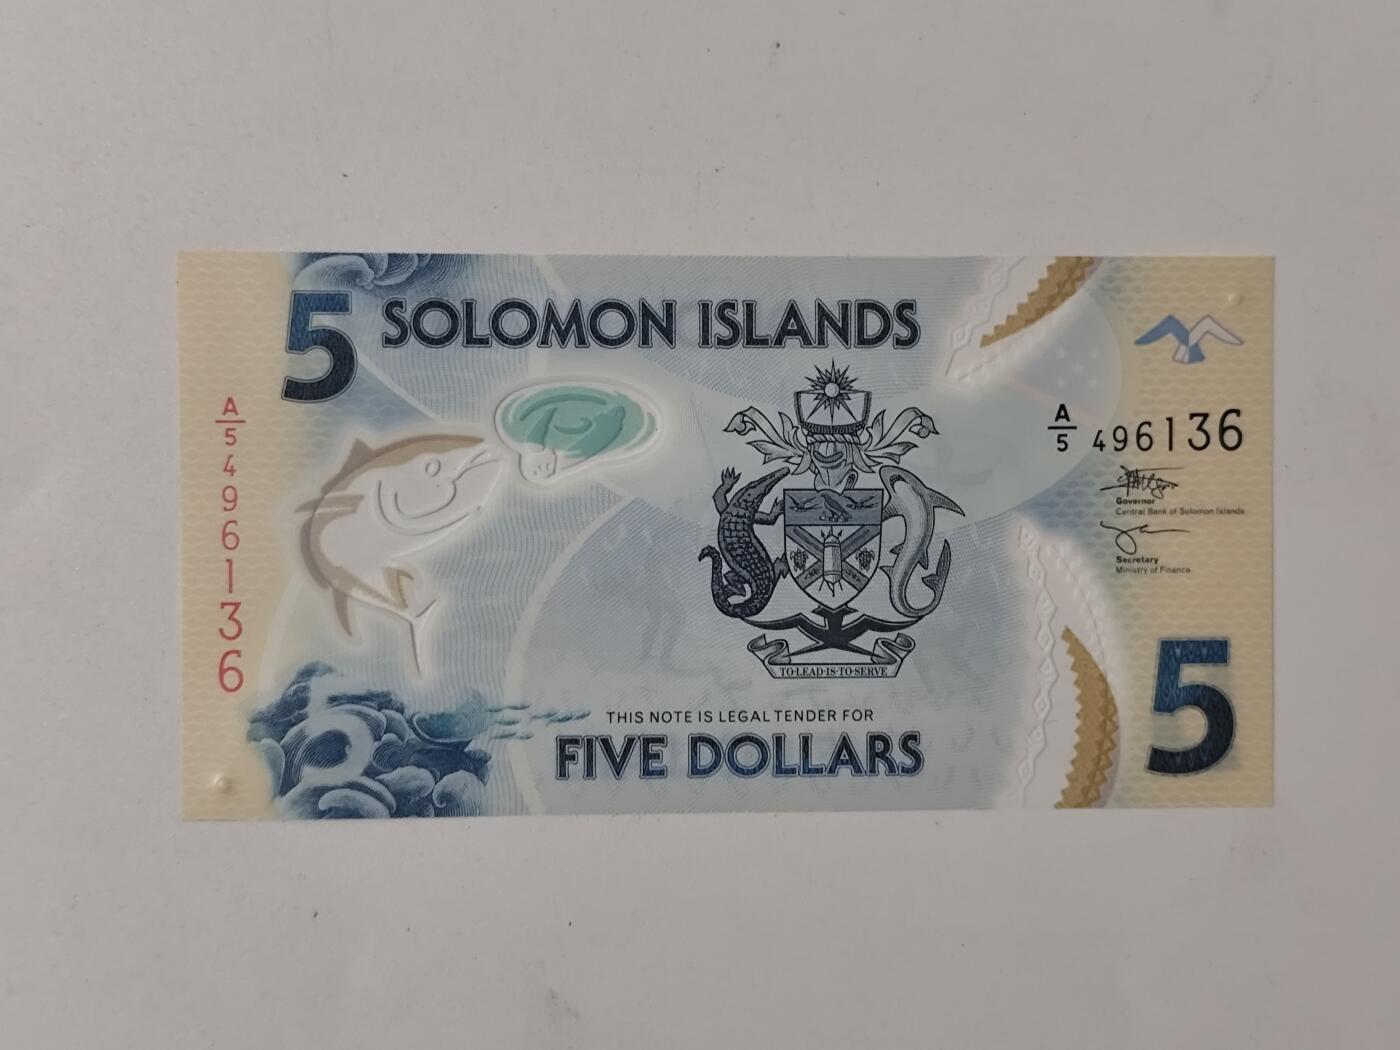 5 SOLOMON ISLANDS
A/5 496136
A/5 496136
Governor
Central Bank of Solomon Islands
Secretary
Ministry of Finance
TO·LEAD·IS·TO·SERVE
THIS NOTE IS LEGAL TENDER FOR
FIVE DOLLARS
5